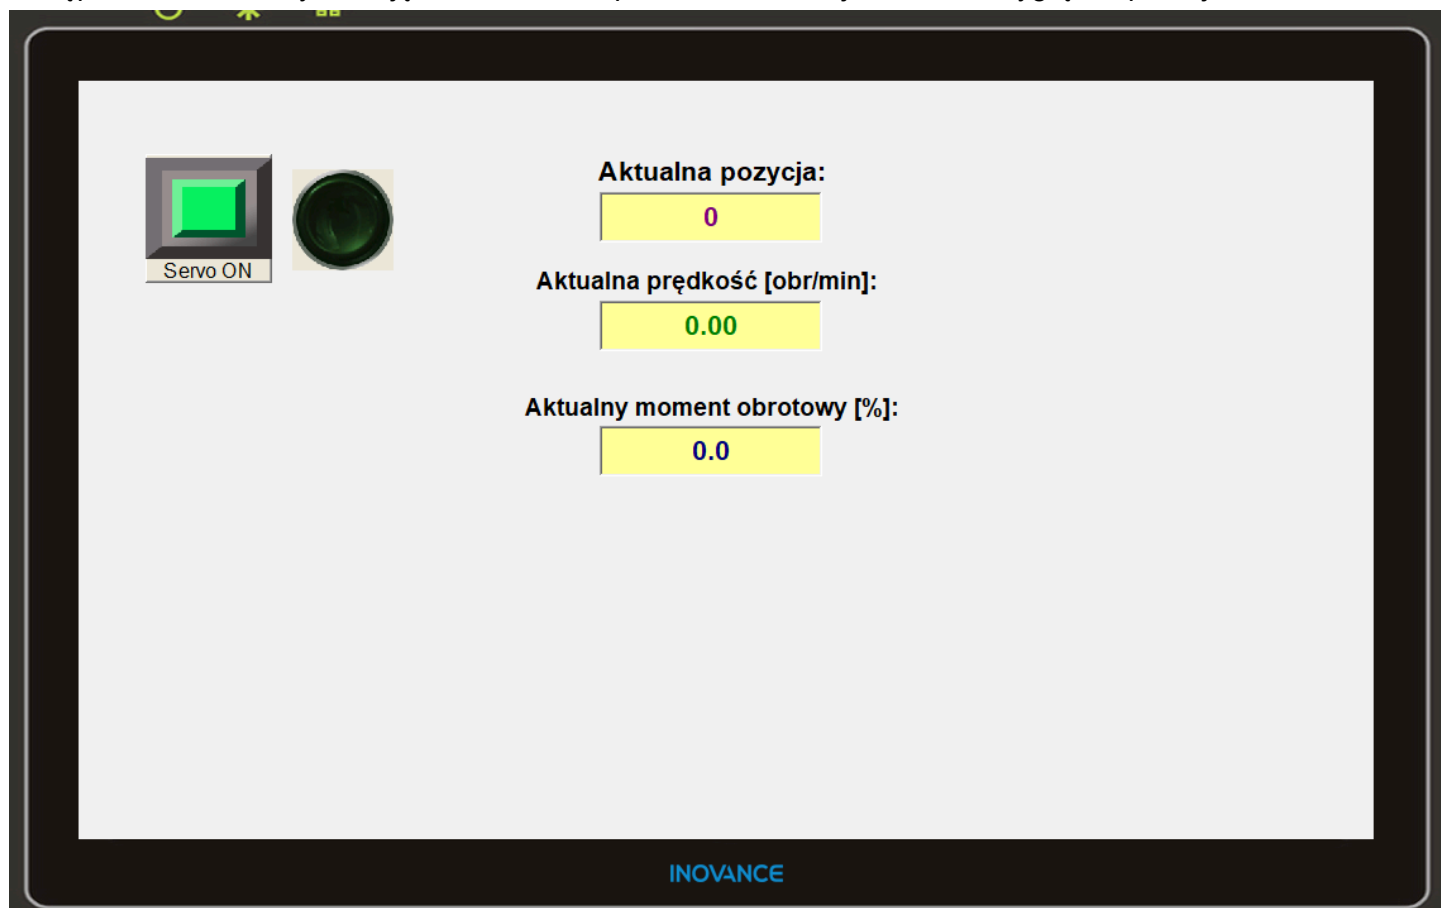 Servo ON
Aktualna pozycja:
0
Aktualna prędkość [obr/min]:
0.00
Aktualny moment obrotowy [%]:
0.0
INOVANCE